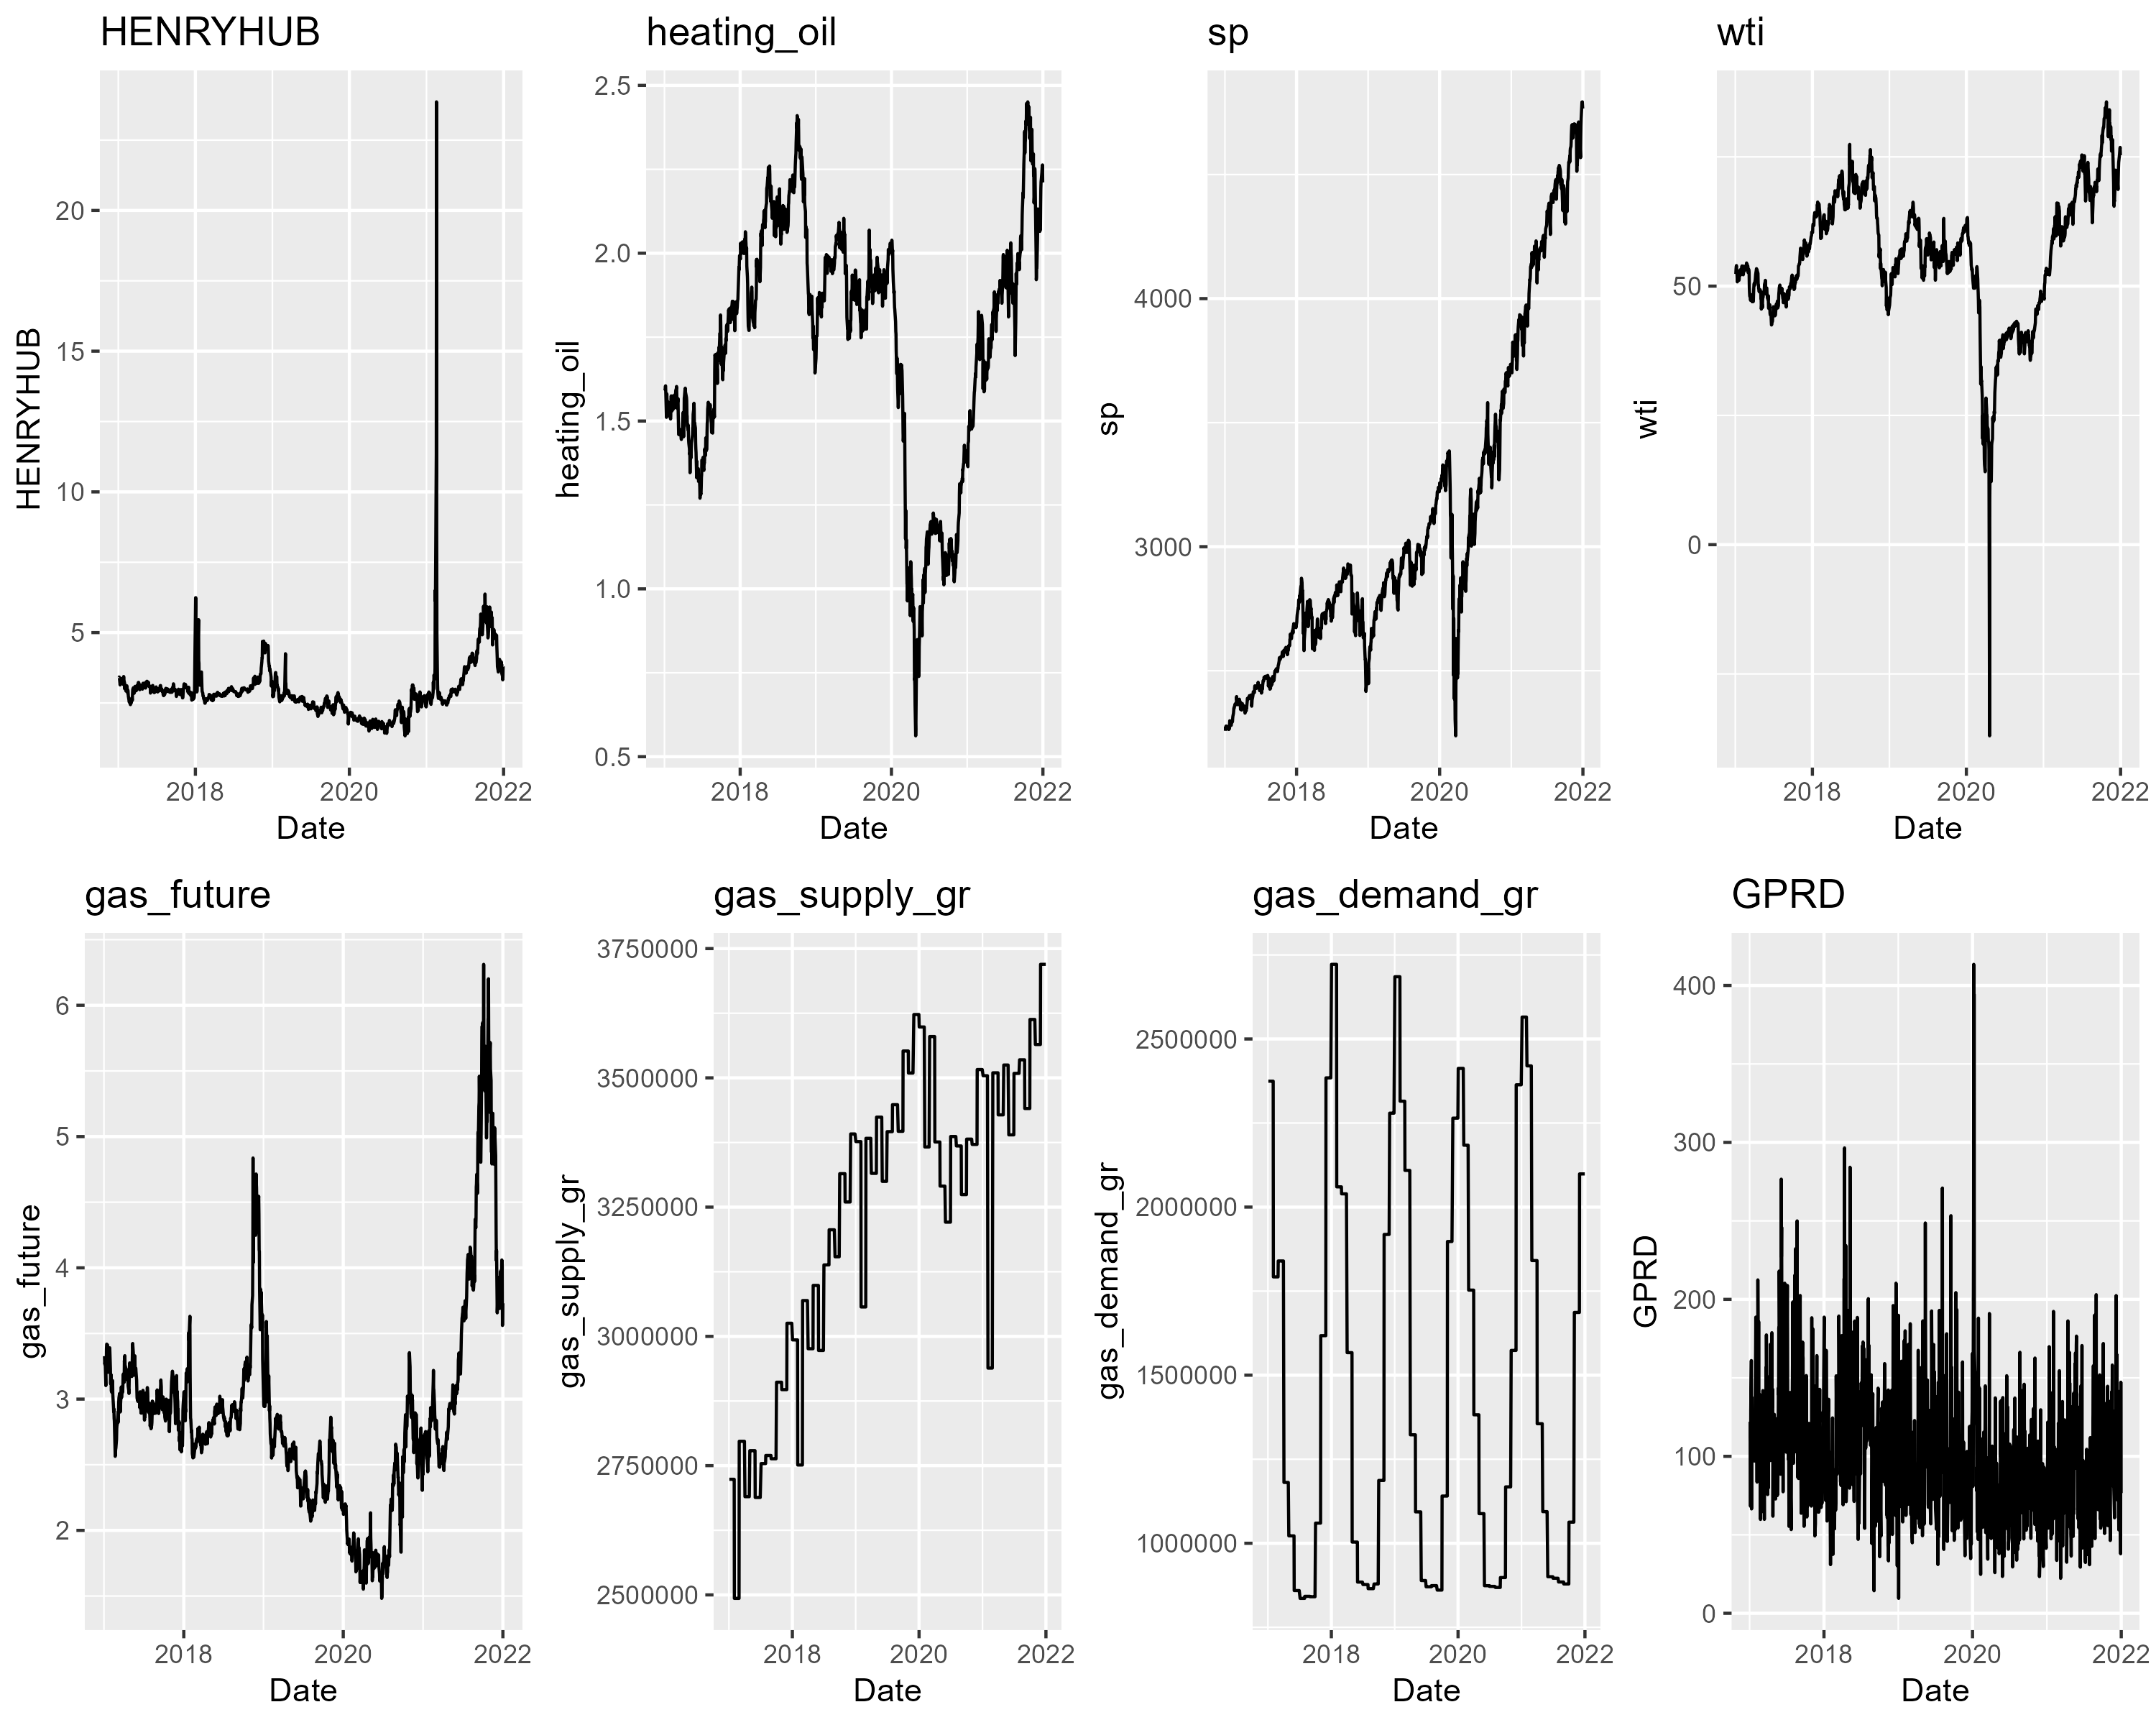 HENRYHUB
HENRYHUB
20
15
10
5
2018 2020 2022
Date
heating_oil
heating_oil
2.5
2.0
1.5
1.0
0.5
2018 2020 2022
Date
sp
sp
4000
3000
2018 2020 2022
Date
wti
wti
50
0
2018 2020 2022
Date
gas_future
gas_future
6
5
4
3
2
2018 2020 2022
Date
gas_supply_gr
gas_supply_gr
3750000
3500000
3250000
3000000
2750000
2500000
2018 2020 2022
Date
gas_demand_gr
gas_demand_gr
2500000
2000000
1500000
1000000
2018 2020 2022
Date
GPRD
GPRD
400
300
200
100
0
2018 2020 2022
Date